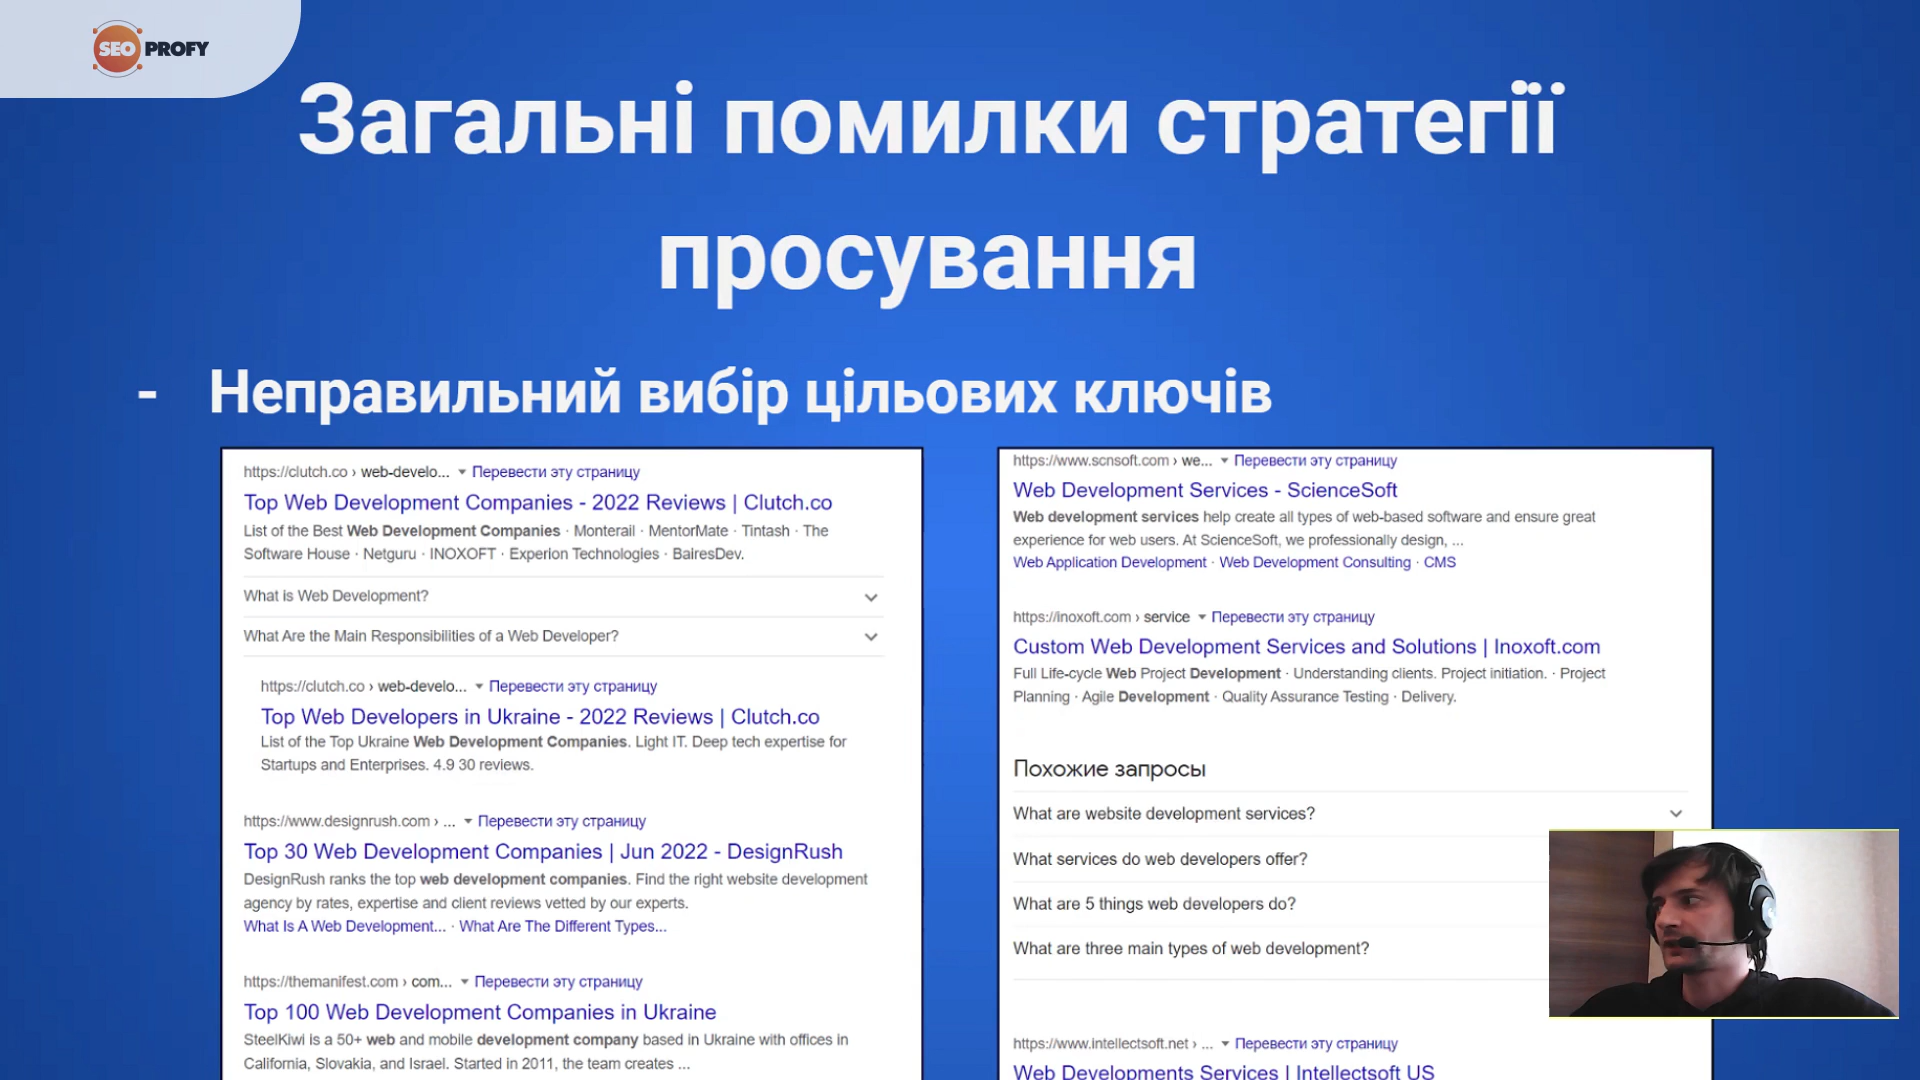 SEO PROFY
Загальні помилки стратегії
просування
- Неправильний вибір цільових ключів
https://clutch.co › web-develo... Перевести эту страницу
Top Web Development Companies - 2022 Reviews | Clutch.co
List of the Best Web Development Companies · Monterail · MentorMate · Tintash · The
Software House · Netguru · INOXOFT · Experion Technologies · BairesDev.
What is Web Development?
What Are the Main Responsibilities of a Web Developer?
https://clutch.co › web-develo... Перевести эту страницу
Top Web Developers in Ukraine - 2022 Reviews | Clutch.co
List of the Top Ukraine Web Development Companies. Light IT. Deep tech expertise for
Startups and Enterprises. 4.9 30 reviews.
https://www.designrush.com › ... Перевести эту страницу
Top 30 Web Development Companies | Jun 2022 - DesignRush
DesignRush ranks the top web development companies. Find the right website development
agency by rates, expertise and client reviews vetted by our experts.
What Is A Web Development... · What Are The Different Types...
https://themanifest.com › com... Перевести эту страницу
Top 100 Web Development Companies in Ukraine
SteelKiwi is a 50+ web and mobile development company based in Ukraine with offices in
California, Slovakia, and Israel. Started in 2011, the team creates ...
https://www.scnsoft.com › we... Перевести эту страницу
Web Development Services - ScienceSoft
Web development services help create all types of web-based software and ensure great
experience for web users. At ScienceSoft, we professionally design, ...
Web Application Development · Web Development Consulting · CMS
https://inoxoft.com › service Перевести эту страницу
Custom Web Development Services and Solutions | Inoxoft.com
Full Life-cycle Web Project Development · Understanding clients. Project initiation. · Project
Planning · Agile Development · Quality Assurance Testing · Delivery.
Похожие запросы
What are website development services?
What services do web developers offer?
What are 5 things web developers do?
What are three main types of web development?
https://www.intellectsoft.net › ... Перевести эту страницу
Web Developments Services | Intellectsoft US